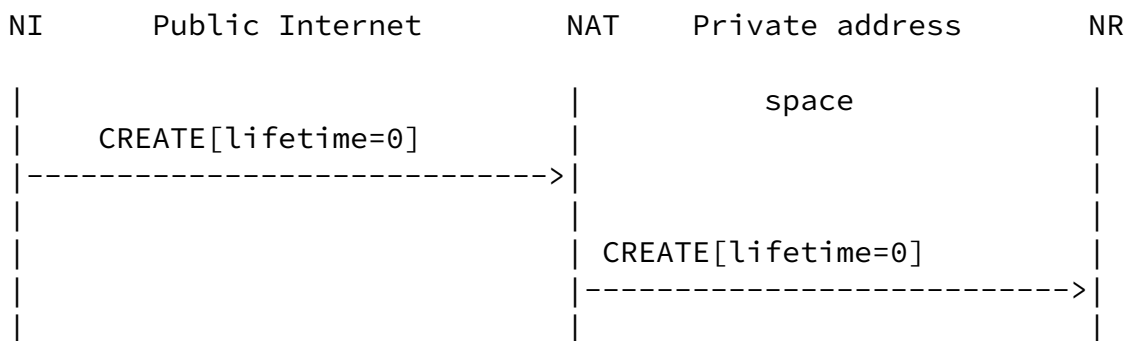 NI Public Internet NAT Private address NR
| | space |
| CREATE[lifetime=0] | |
|----------------------------->| |
| | |
| | CREATE[lifetime=0] |
| |--------------------------->|
| | |